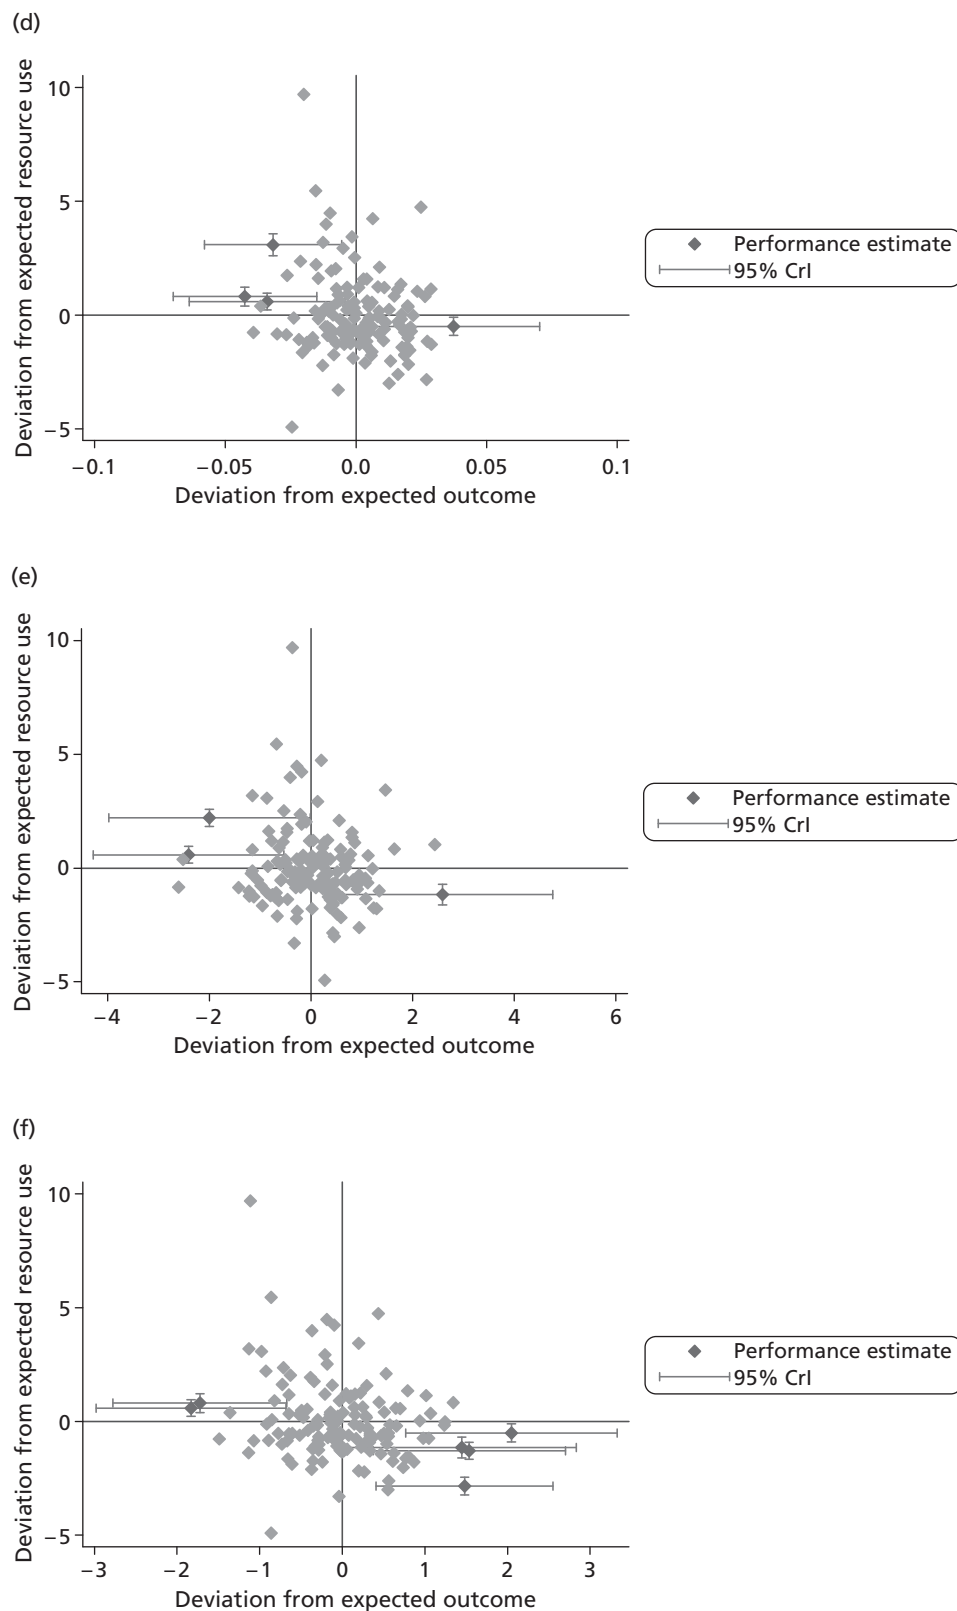 (d)
Deviation from expected resource use
10
5
0
−5
−0.1
−0.05
0.0
0.05
0.1
Deviation from expected outcome
Performance estimate
95% CrI
(e)
Deviation from expected resource use
10
5
0
−5
−4
−2
0
2
4
6
Deviation from expected outcome
Performance estimate
95% CrI
(f)
Deviation from expected resource use
10
5
0
−5
−3
−2
−1
0
1
2
3
Deviation from expected outcome
Performance estimate
95% CrI